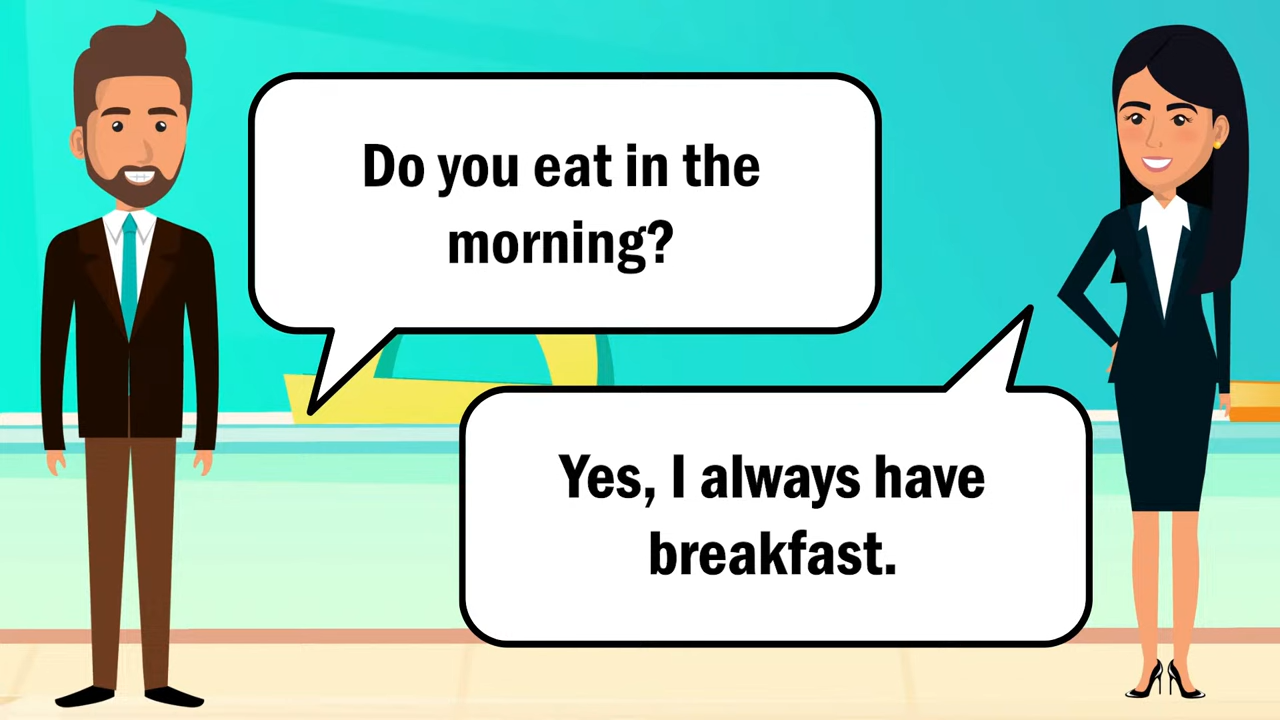 Do you eat in the
morning?
Yes, I always have
breakfast.